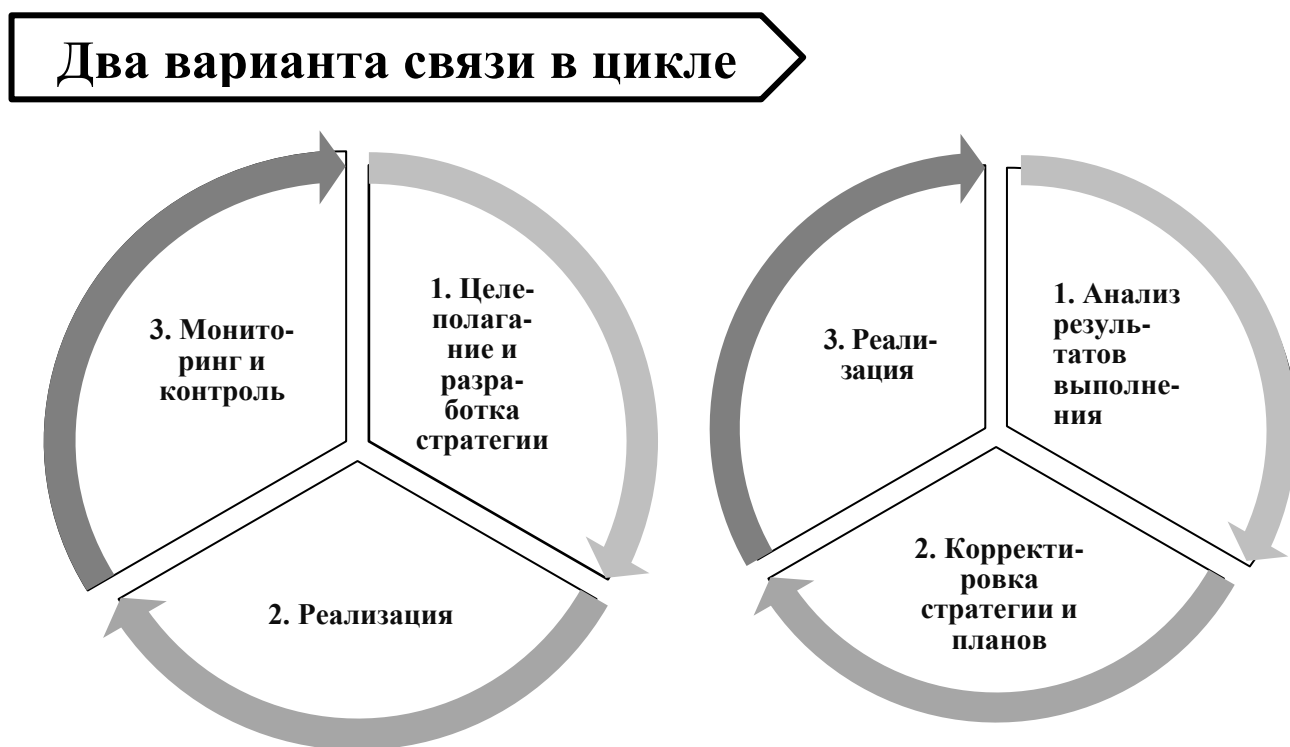 Два варианта связи в цикле
1. Целе-
полага-
ние и
разра-
ботка
стратегии
2. Реализация
3. Монито-
ринг и
контроль
1. Анализ
резуль-
татов
выполне-
ния
2. Корректи-
ровка
стратегии и
планов
3. Реали-
зация